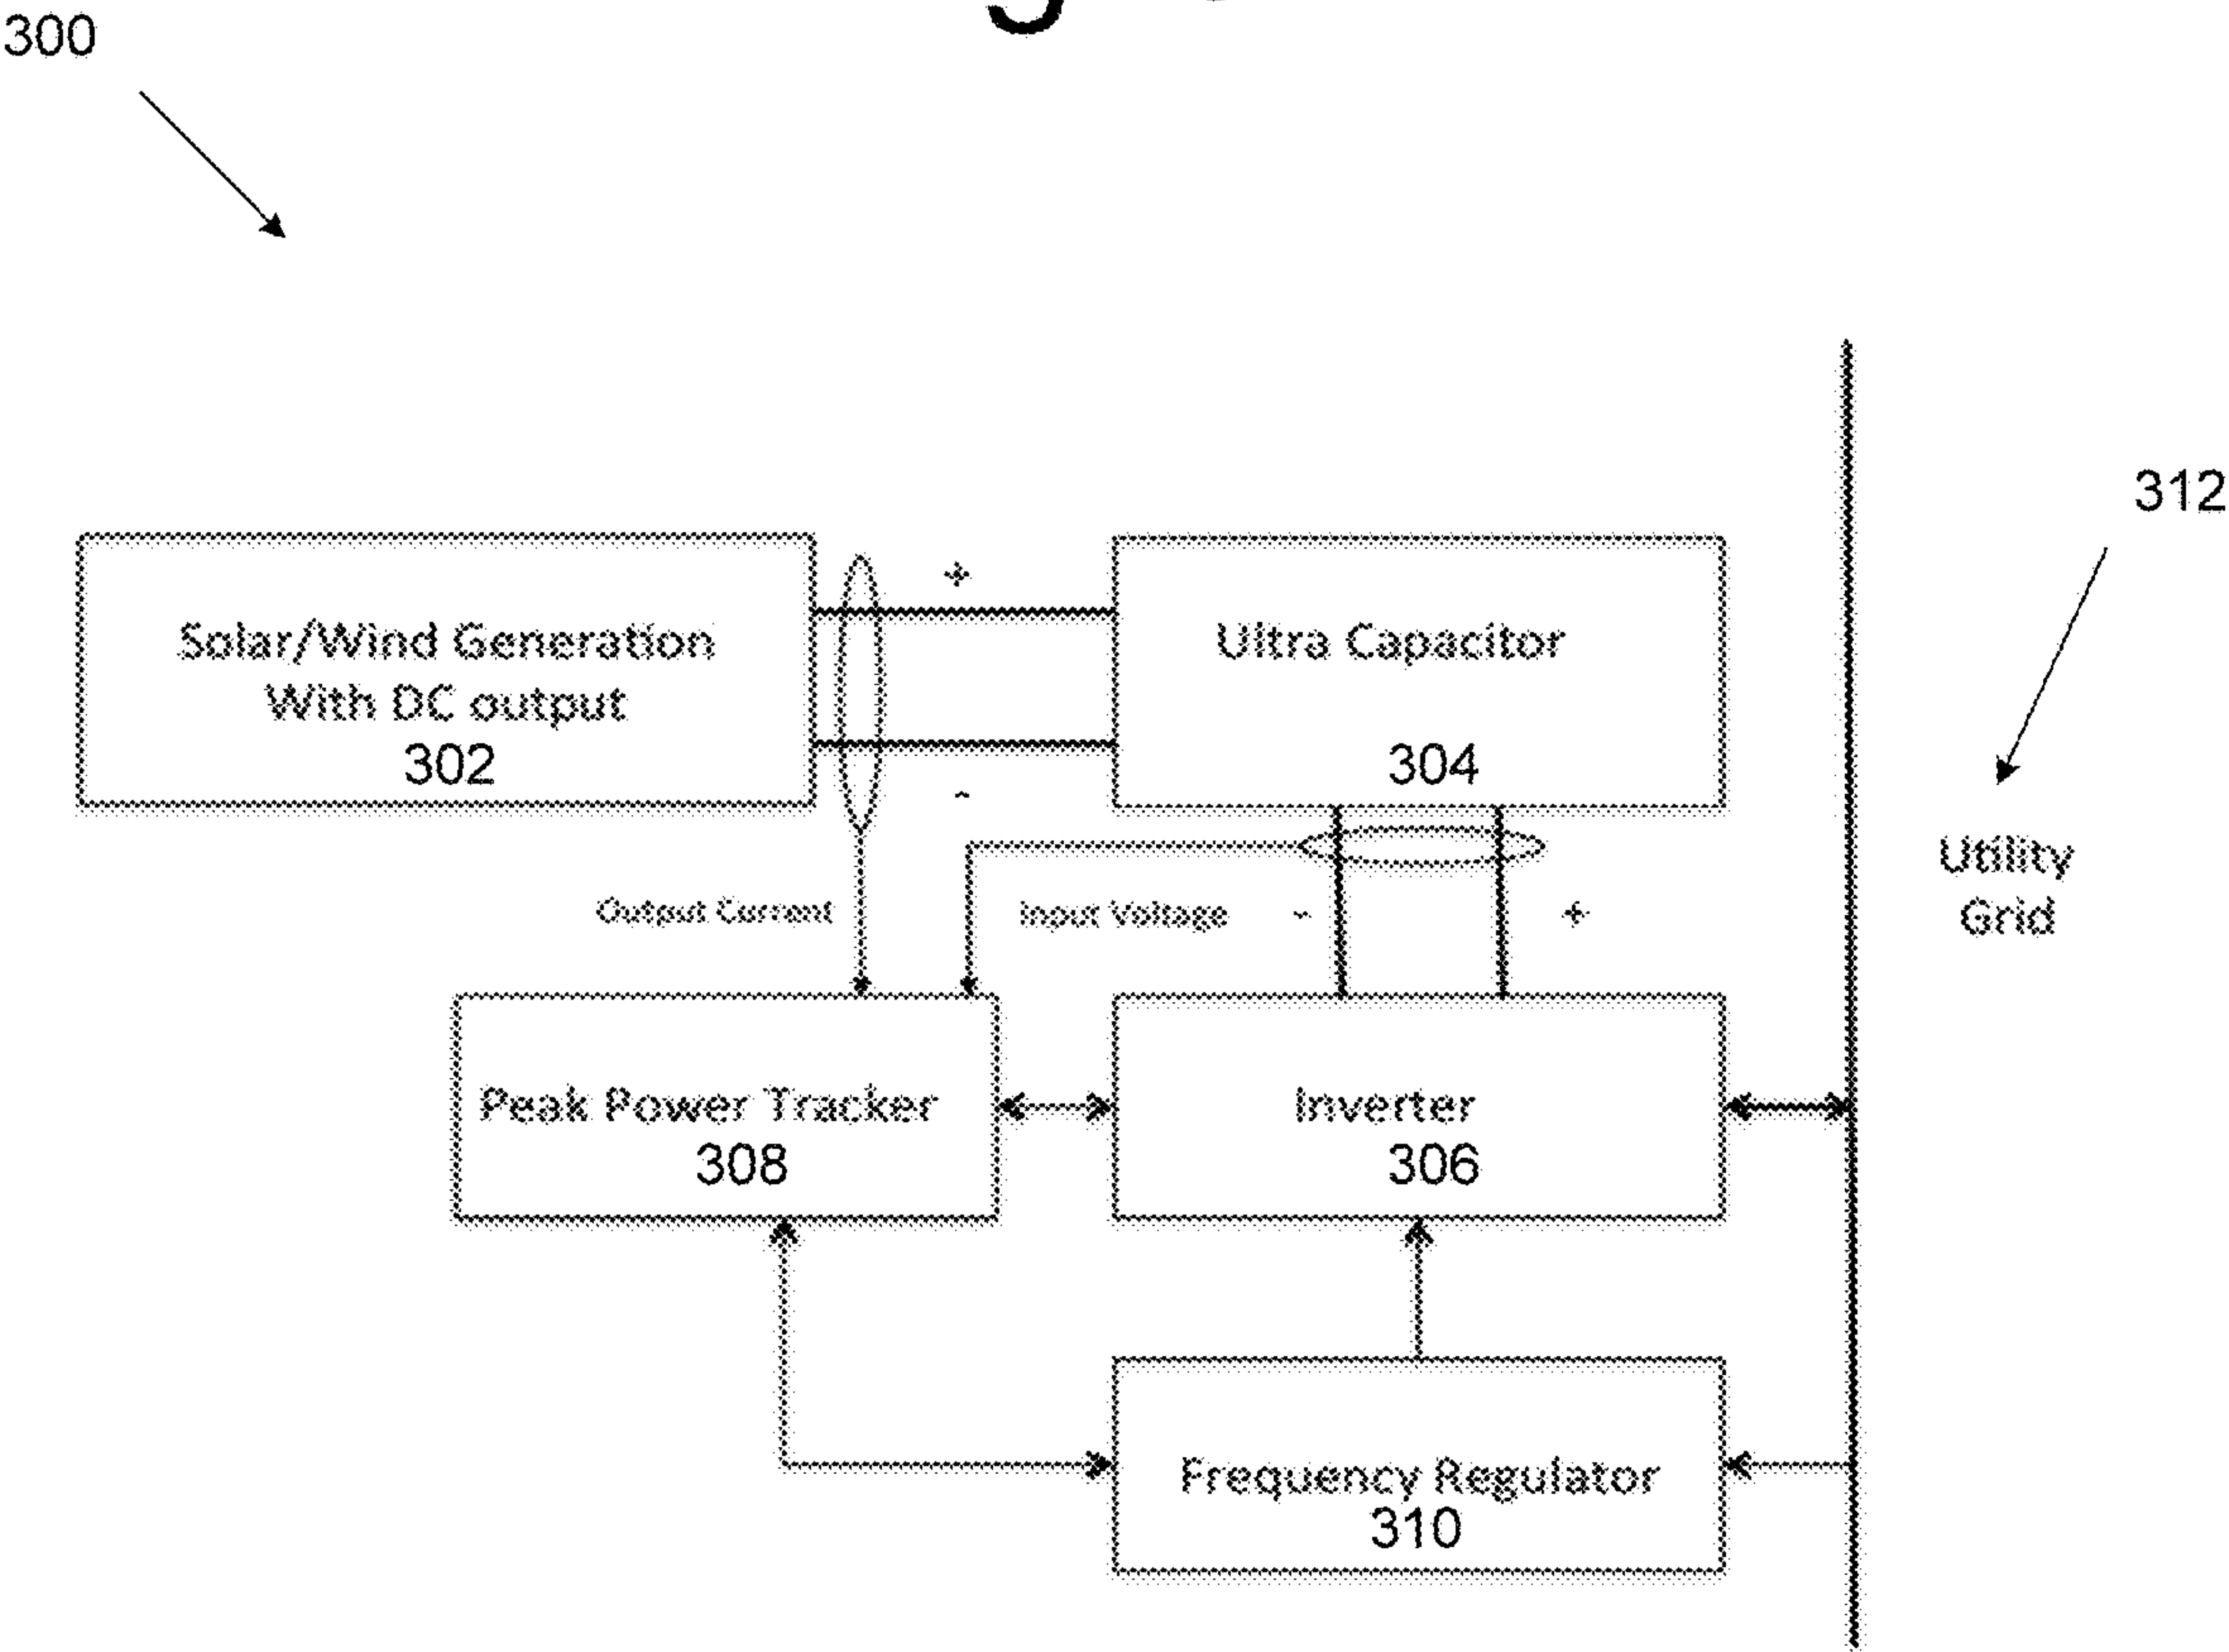 300
312
Solar/Wind Generation
With DC output
302
+
-
Ultra Capacitor
304
Utility
Grid
Output Current
Input Voltage
-
+
Peak Power Tracker
308
Inverter
306
Frequency Regulator
310